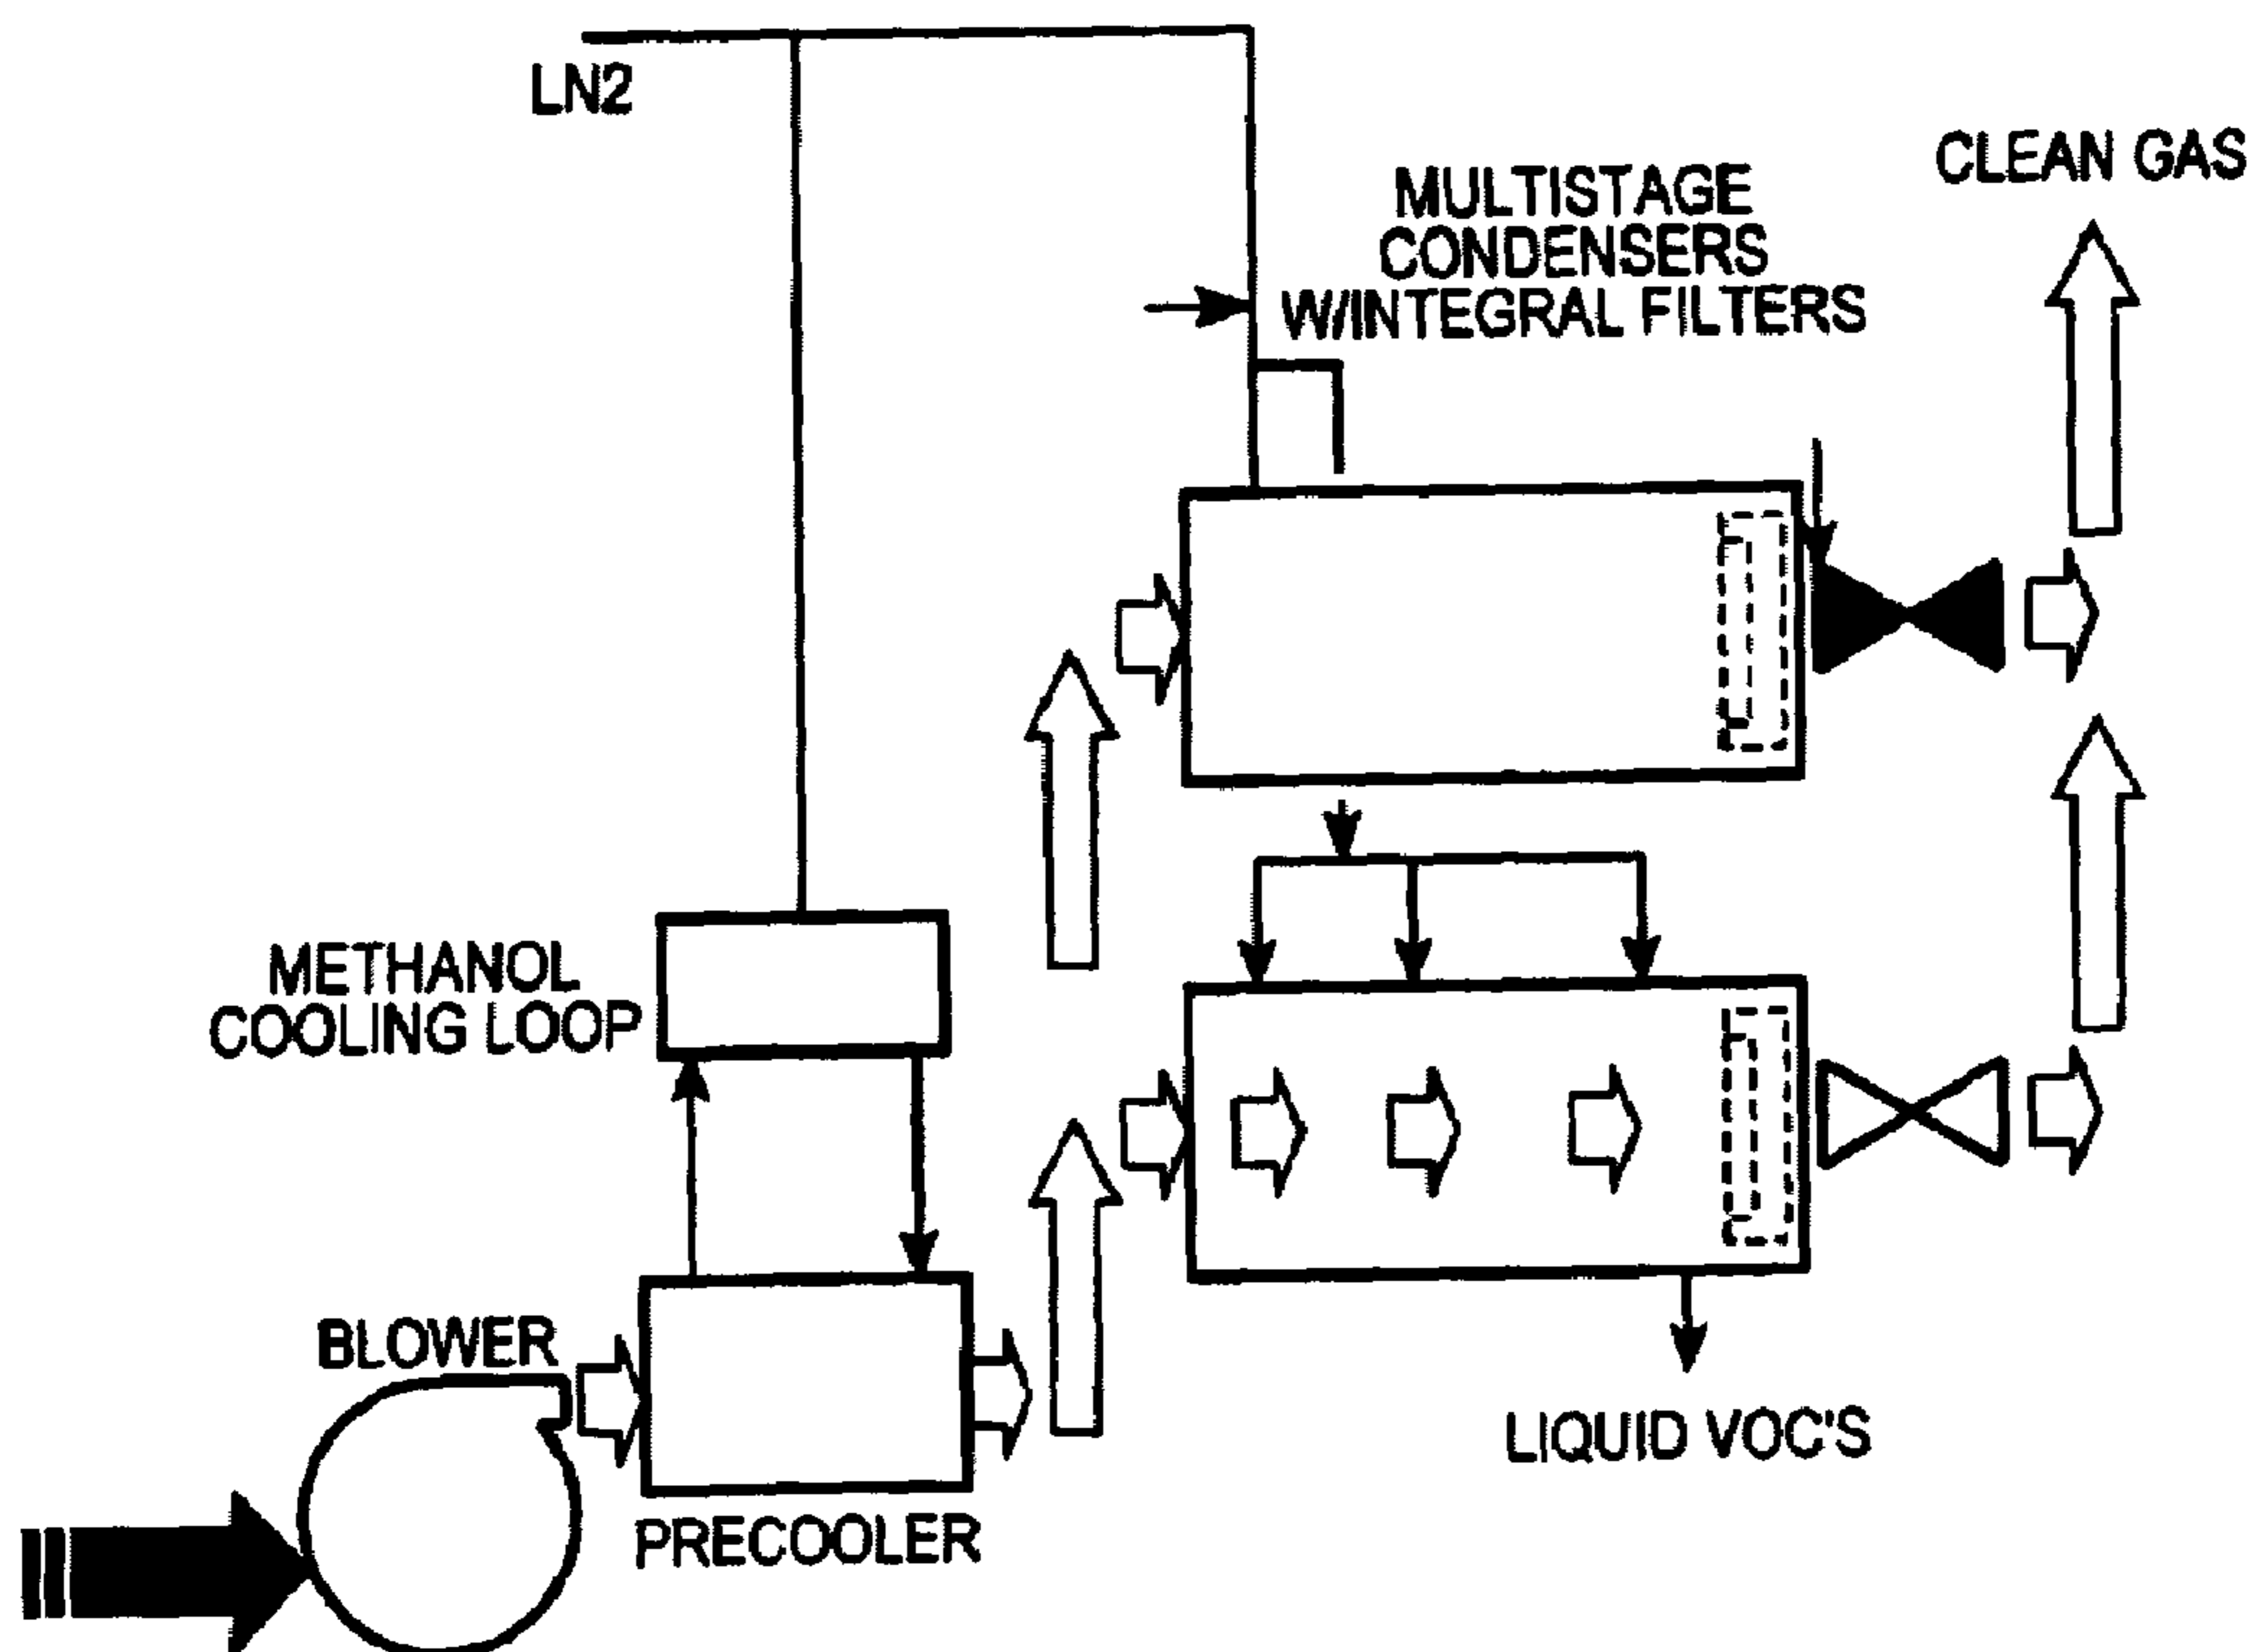 LN2
CLEAN GAS
MULTISTAGE
CONDENSERS
W/INTEGRAL FILTERS
METHANOL
COOLING LOOP
BLOWER
PRECOOLER
LIQUID VOC'S